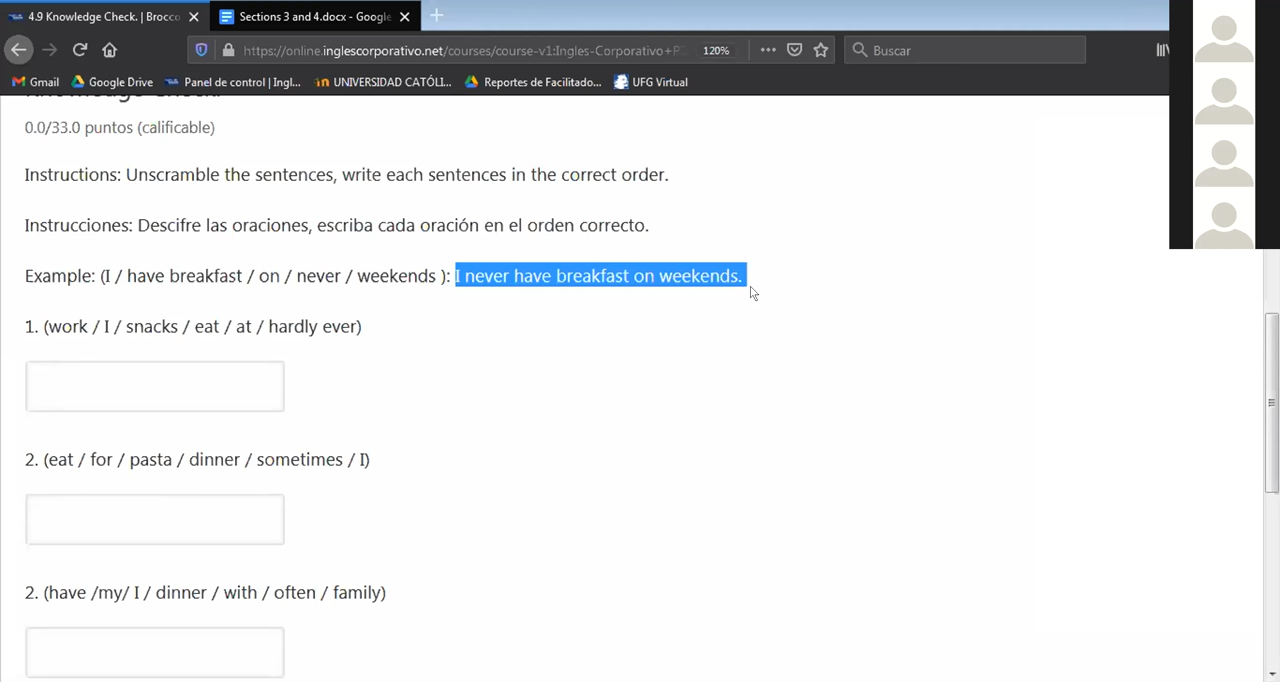 4.9 Knowledge Check. | Brocco
Sections 3 and 4.docx - Google
https://online.inglescorporativo.net/courses/course-v1:Ingles-Corporativo+P
120%
Buscar
Gmail
Google Drive
Panel de control | Ingl...
UNIVERSIDAD CATÓLI...
Reportes de Facilitado...
UFG Virtual
0.0/33.0 puntos (calificable)
Instructions: Unscramble the sentences, write each sentences in the correct order.
Instrucciones: Descifre las oraciones, escriba cada oración en el orden correcto.
Example: (I / have breakfast / on / never / weekends ): I never have breakfast on weekends.
1. (work / I / snacks / eat / at / hardly ever)
2. (eat / for / pasta / dinner / sometimes / I)
2. (have /my/ I / dinner / with / often / family)